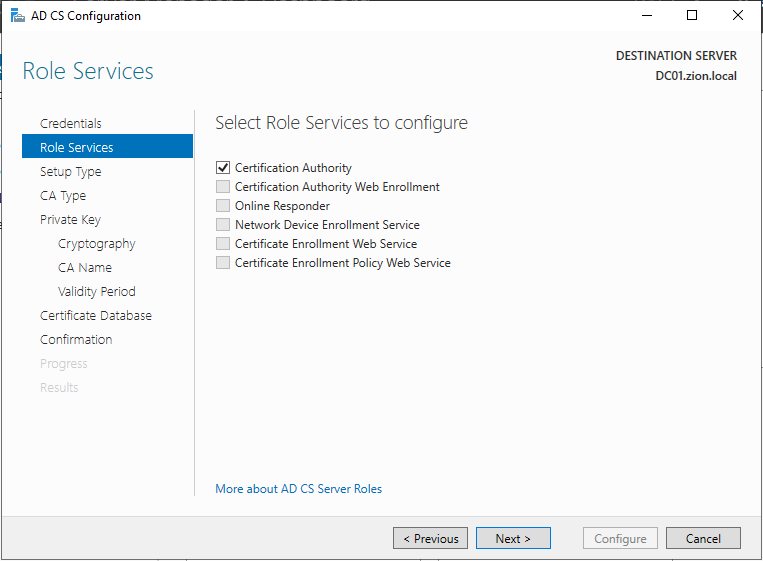 AD CS Configuration
Role Services
DESTINATION SERVER
DC01.zion.local
Credentials
Role Services
Setup Type
CA Type
Private Key
Cryptography
CA Name
Validity Period
Certificate Database
Confirmation
Progress
Results
Select Role Services to configure
Certification Authority
Certification Authority Web Enrollment
Online Responder
Network Device Enrollment Service
Certificate Enrollment Web Service
Certificate Enrollment Policy Web Service
More about AD CS Server Roles
< Previous
Next >
Configure
Cancel